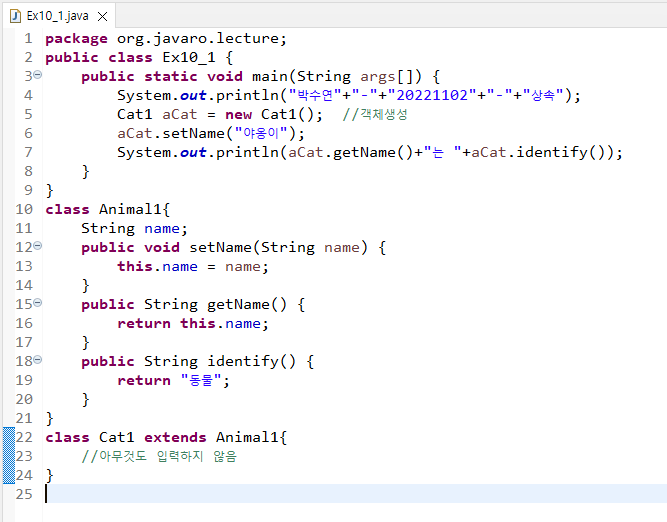 Ex10_1.java
1 package org.javaro.lecture;
2 public class Ex10_1 {
3     public static void main(String args[]) {
4         System.out.println("박수연"+"-"+"20221102"+"-"+"상속");
5         Cat1 aCat = new Cat1();  //객체생성
6         aCat.setName("야옹이");
7         System.out.println(aCat.getName()+"는 "+aCat.identify());
8     }
9 }
10 class Animal1{
11     String name;
12     public void setName(String name) {
13         this.name = name;
14     }
15     public String getName() {
16         return this.name;
17     }
18     public String identify() {
19         return "동물";
20     }
21 }
22 class Cat1 extends Animal1{
23     //아무것도 입력하지 않음
24 }
25